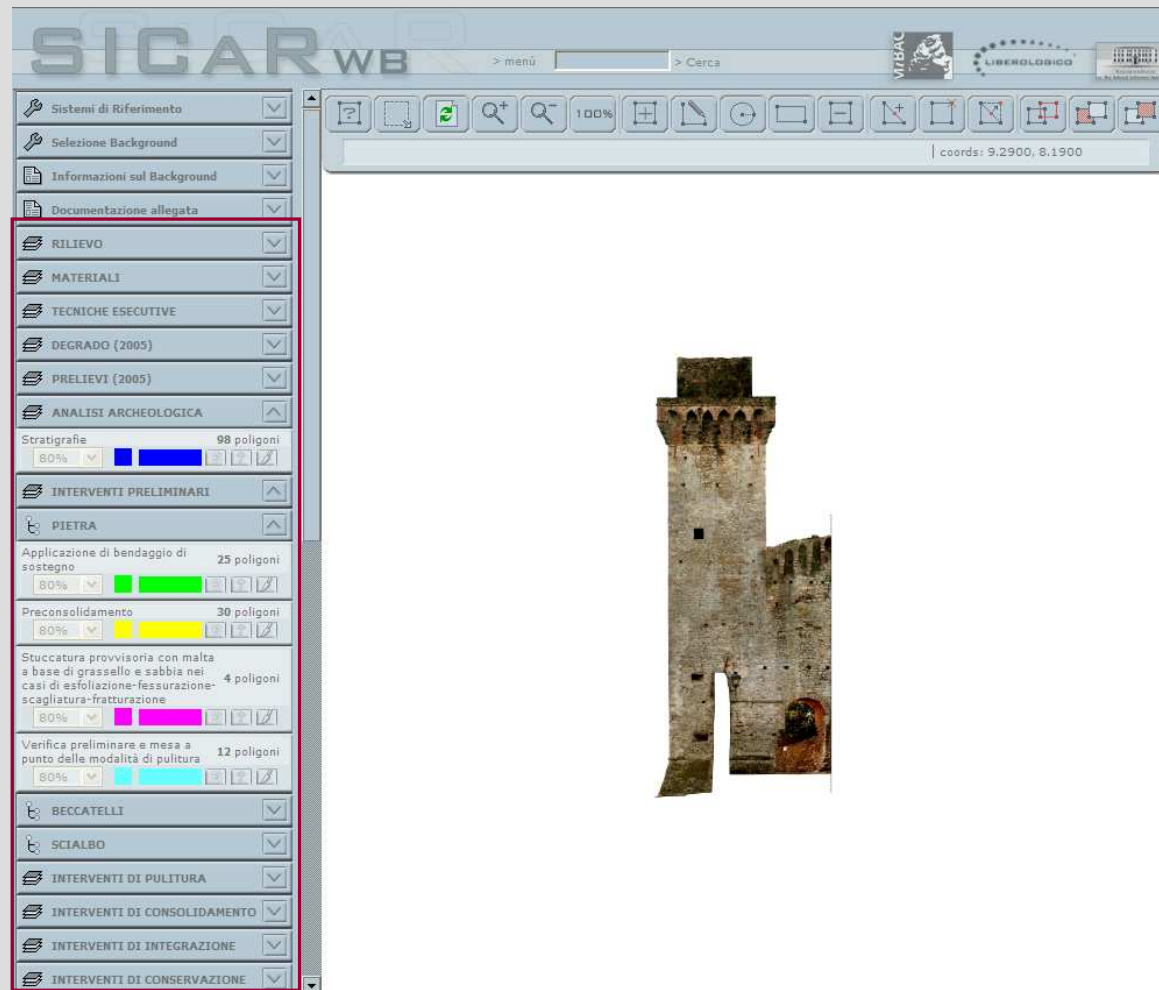 SICAR WB
> menù
> Cerca
MiBAC
LIBEROLOGICO
Sistemi di Riferimento
Selezione Background
Informazioni sul Background
Documentazione allegata
RILIEVO
MATERIALI
TECNICHE ESECUTIVE
DEGRADO (2005)
PRELIEVI (2005)
ANALISI ARCHEOLOGICA
Stratigrafie 98 poligoni
80%
INTERVENTI PRELIMINARI
PIETRA
Applicazione di bendaggio di
sostegno 25 poligoni
80%
Preconsolidamento 30 poligoni
80%
Stuccatura provvisoria con malta
a base di grassello e sabbia nei
casi di esfoliazione-fessurazione- 4 poligoni
scagliatura-fratturazione
80%
Verifica preliminare e mesa a
punto delle modalità di pulitura 12 poligoni
80%
BECCATELLI
SCIALBO
INTERVENTI DI PULITURA
INTERVENTI DI CONSOLIDAMENTO
INTERVENTI DI INTEGRAZIONE
INTERVENTI DI CONSERVAZIONE
100%
coords: 9.2900, 8.1900